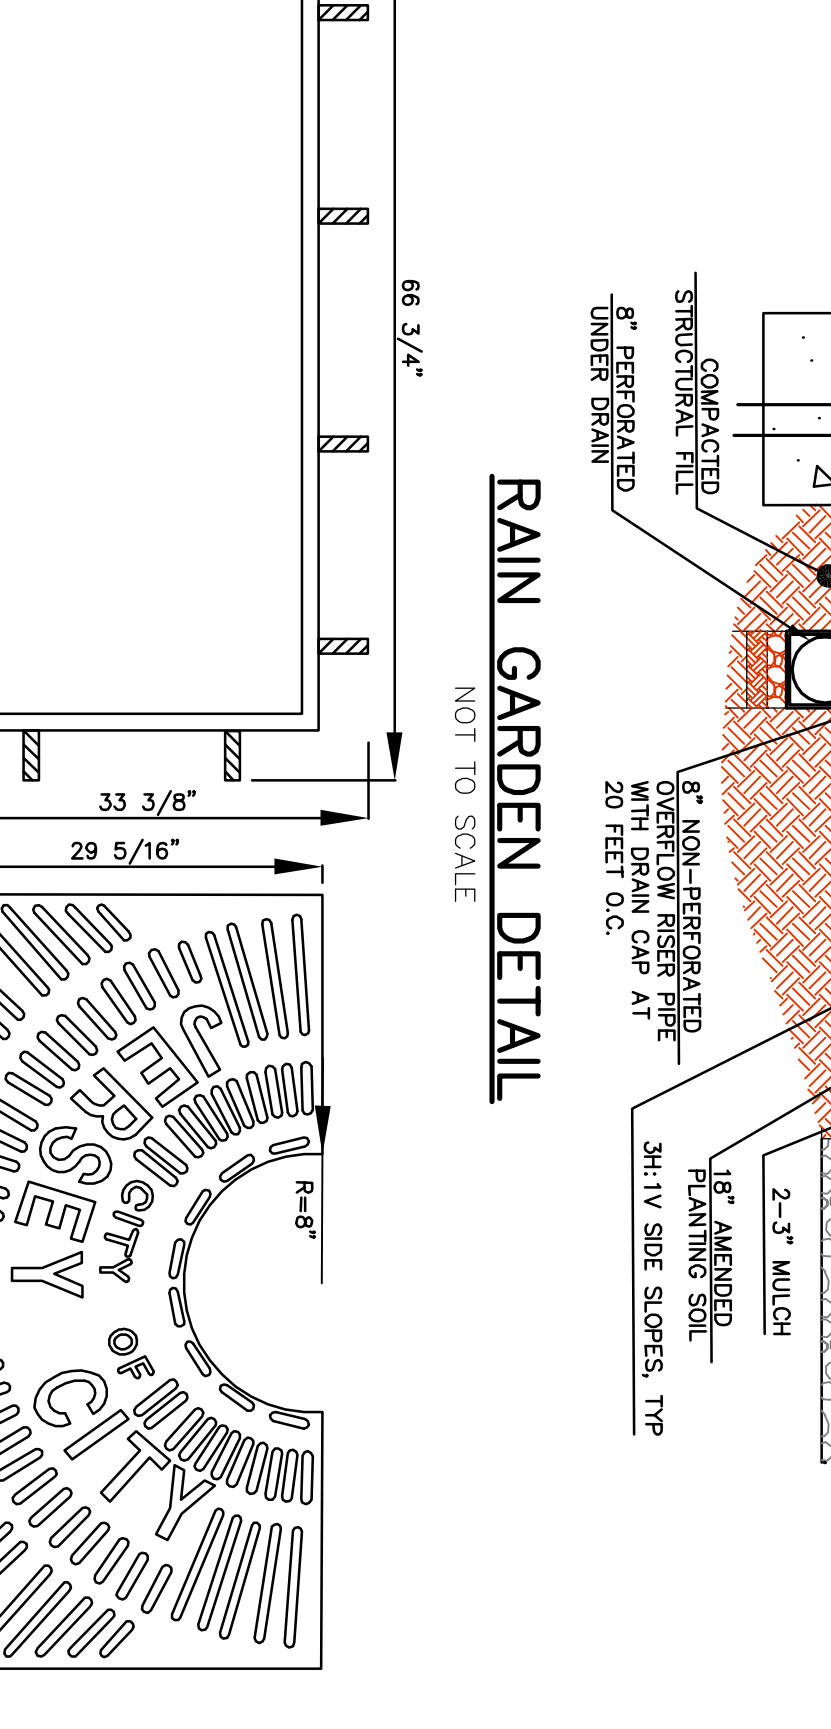 COMPACTED
STRUCTURAL FILL
8" PERFORATED
UNDER DRAIN
8" NON-PERFORATED
OVERFLOW RISER PIPE
WITH DRAIN CAP AT
20 FEET O.C.
2-3" MULCH
18" AMENDED
PLANTING SOIL
3H:1V SIDE SLOPES, TYP
RAIN GARDEN DETAIL
NOT TO SCALE
66 3/4"
33 3/8"
29 5/16"
R=8"
CITY OF
JERSEY CITY